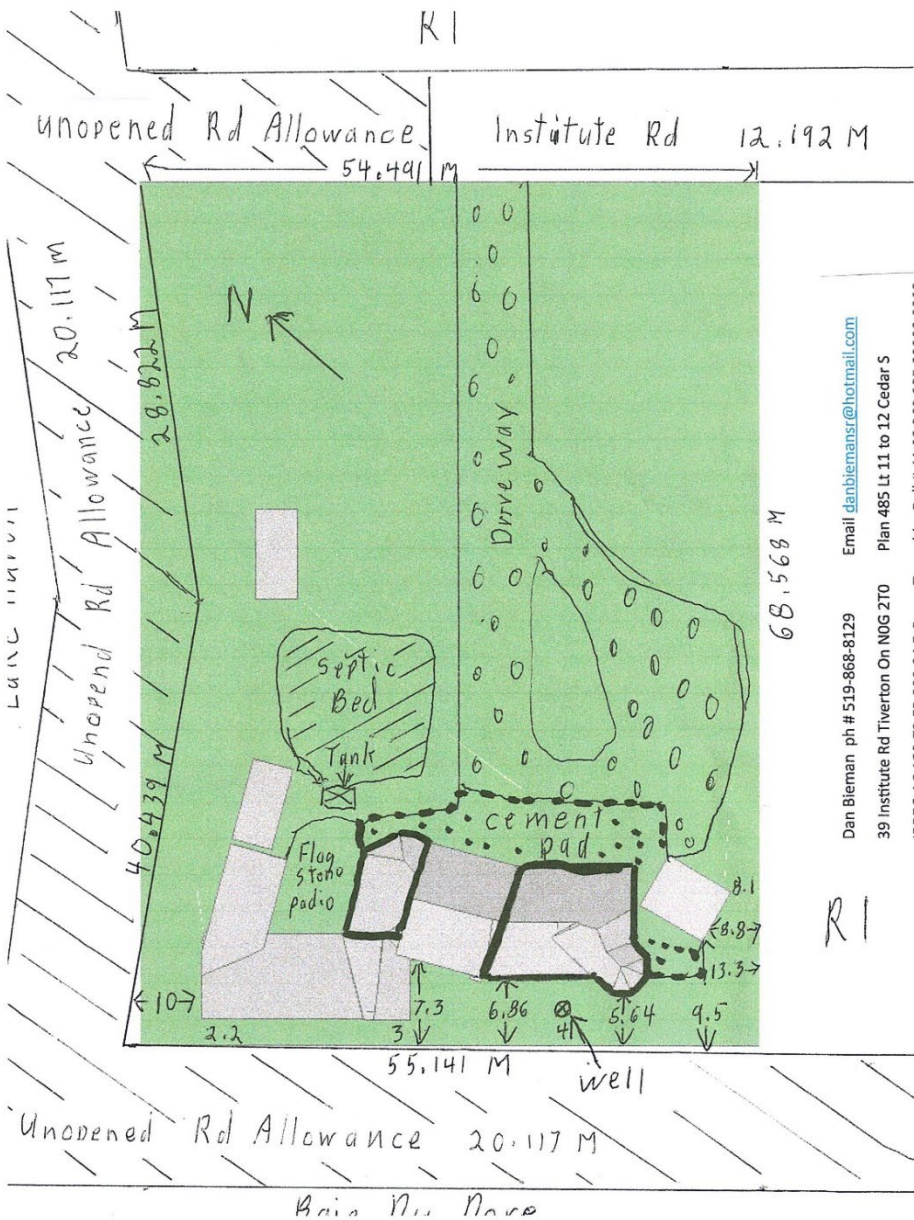 R1
Unopened Rd Allowance
Institute Rd 12.192 M
54.491 M
Unopend Rd Allowance 20.117 m
28.822 M
N
Drive way
68.568 M
Septic
Bed
Tank
40.439 M
cement
pad
Flag
stone
padio
8.1
8.8
13.3
R1
10
7.3
6.86
5.64
9.5
2.2
3
4
55.141 M
well
Unopened Rd Allowance 20.117 M
Baie Du Dore
Dan Bieman ph # 519-868-8129 Email danbiemansr@hotmail.com
39 Institute Rd Tiverton On N0G 2T0 Plan 485 Lt 11 to 12 Cedar S